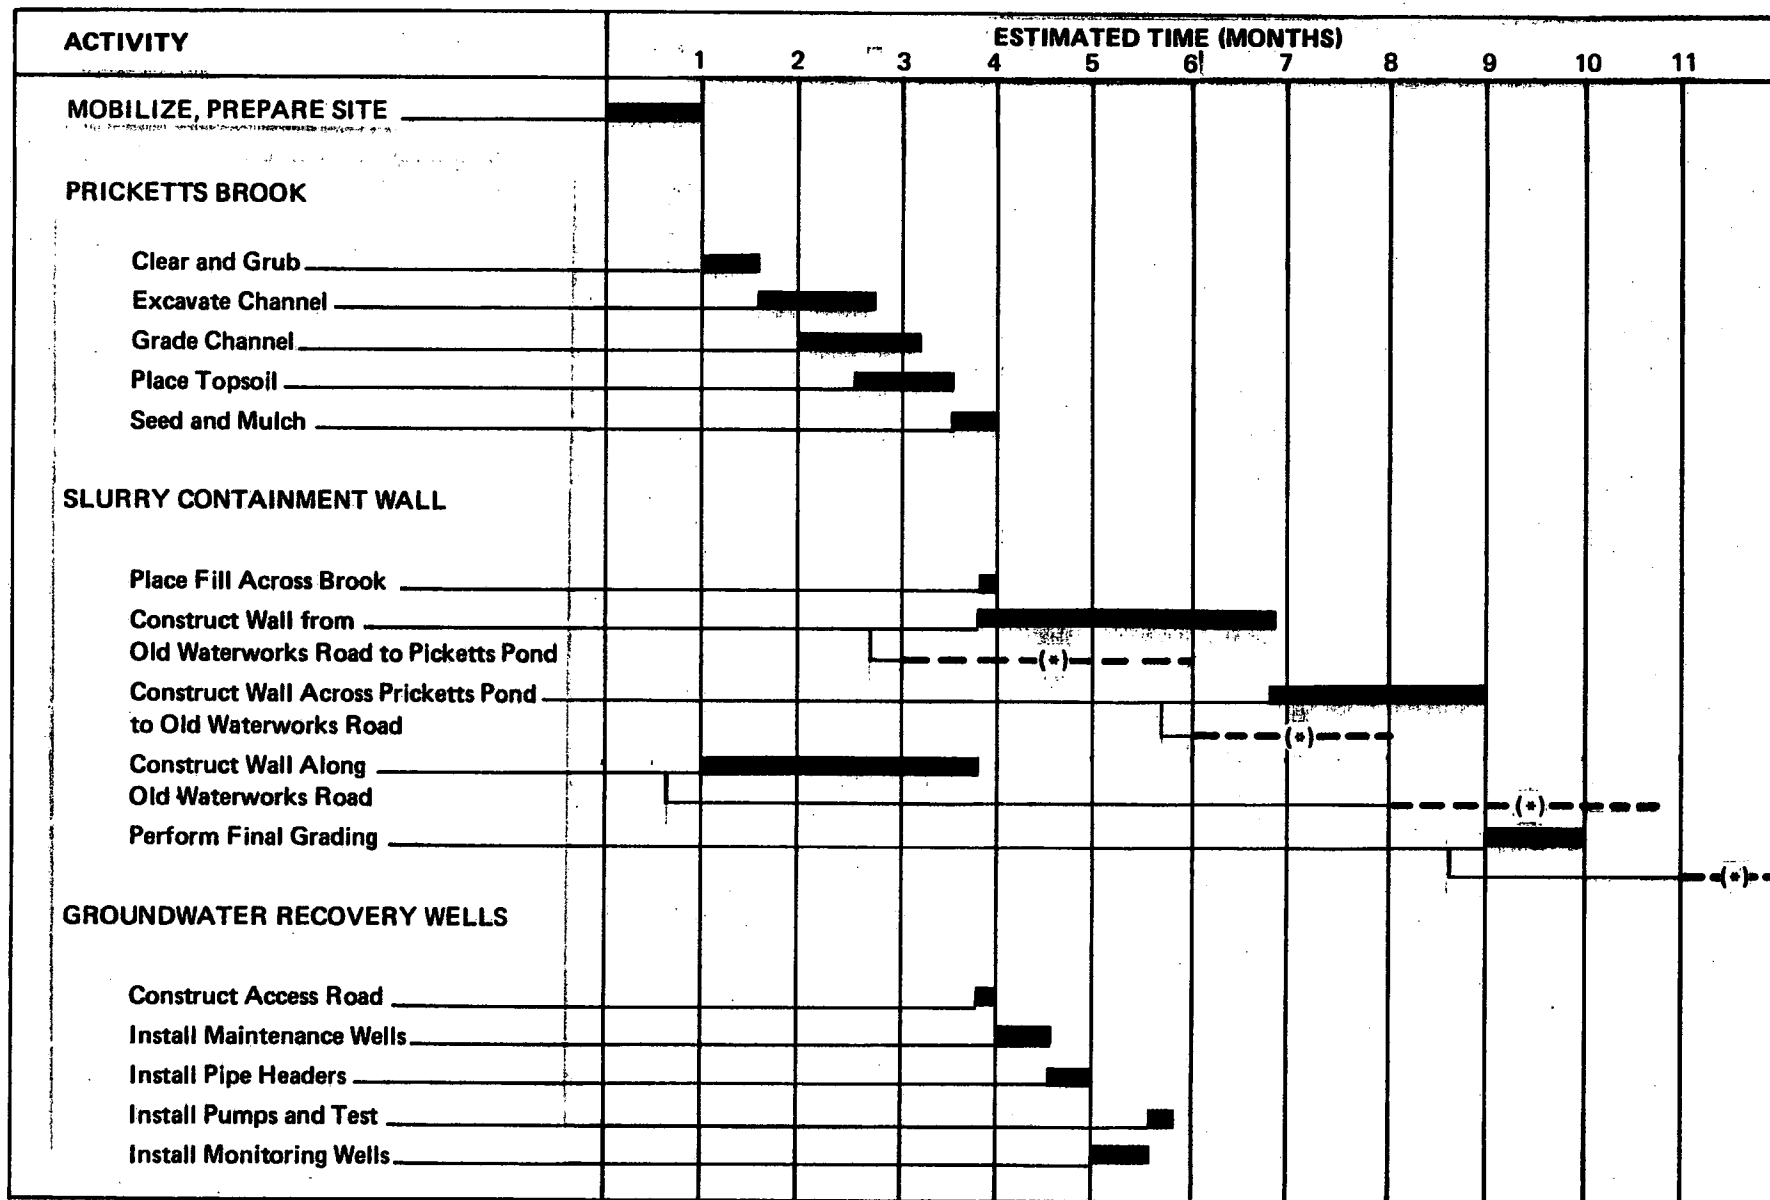 ACTIVITY
ESTIMATED TIME (MONTHS)
1 2 3 4 5 6 7 8 9 10 11
MOBILIZE, PREPARE SITE
PRICKETTS BROOK
Clear and Grub
Excavate Channel
Grade Channel
Place Topsoil
Seed and Mulch
SLURRY CONTAINMENT WALL
Place Fill Across Brook
Construct Wall from
Old Waterworks Road to Picketts Pond
(*)
Construct Wall Across Pricketts Pond
to Old Waterworks Road
(*)
Construct Wall Along
Old Waterworks Road
(*)
Perform Final Grading
(*)
GROUNDWATER RECOVERY WELLS
Construct Access Road
Install Maintenance Wells
Install Pipe Headers
Install Pumps and Test
Install Monitoring Wells